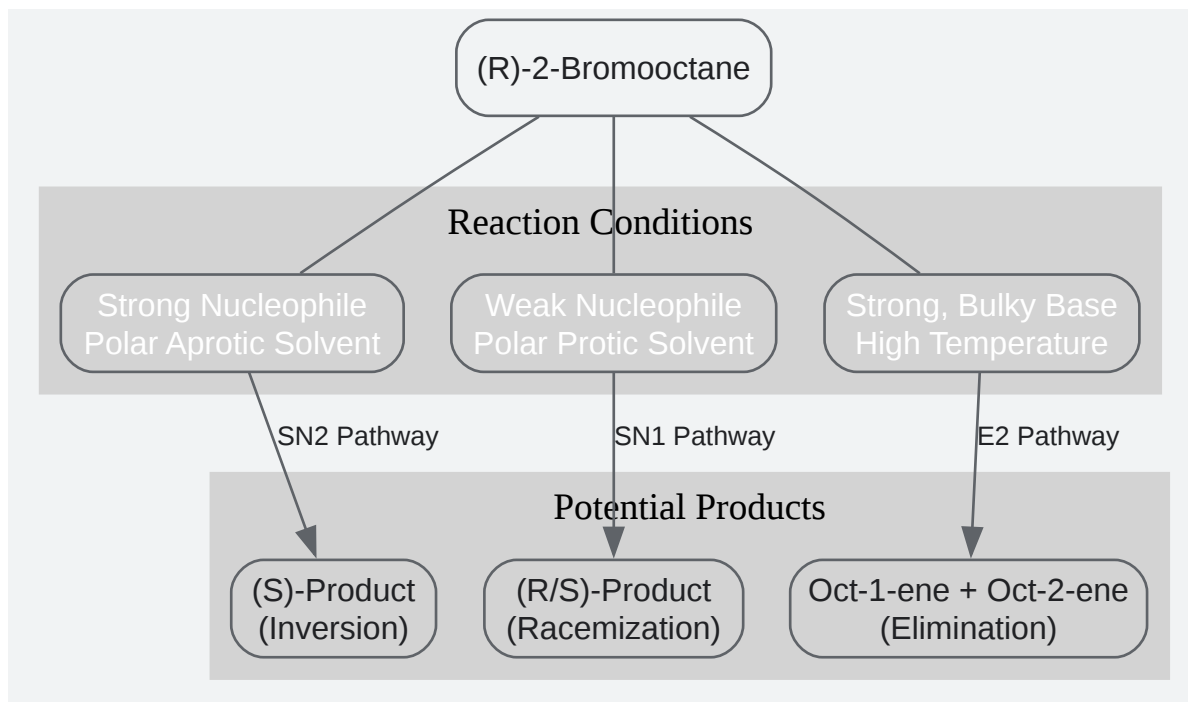 (R)-2-Bromooctane
Reaction Conditions
Strong Nucleophile
Polar Aprotic Solvent
Weak Nucleophile
Polar Protic Solvent
Strong, Bulky Base
High Temperature
SN2 Pathway
SN1 Pathway
E2 Pathway
Potential Products
(S)-Product
(Inversion)
(R/S)-Product
(Racemization)
Oct-1-ene + Oct-2-ene
(Elimination)